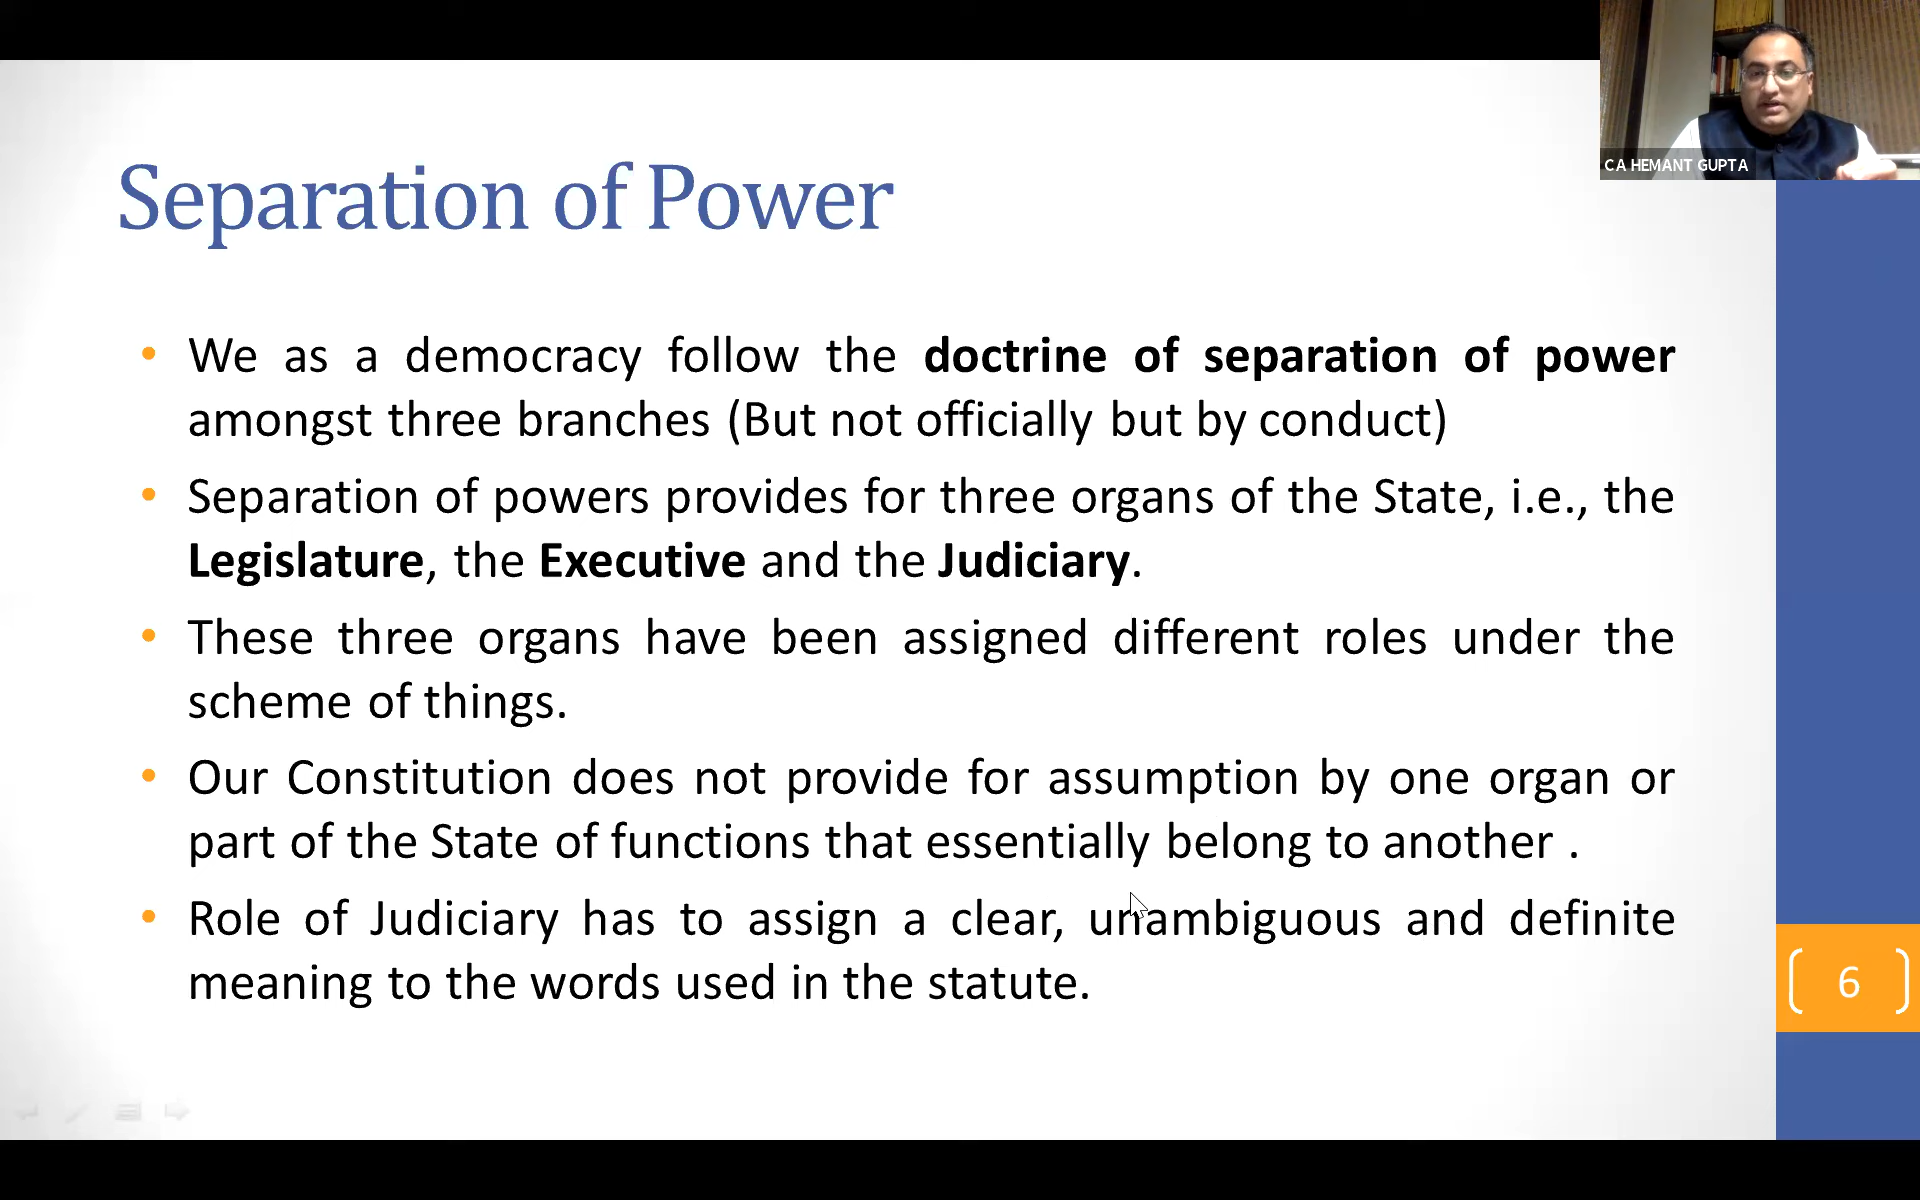 CA HEMANT GUPTA
Separation of Power
• We as a democracy follow the doctrine of separation of power
amongst three branches (But not officially but by conduct)
• Separation of powers provides for three organs of the State, i.e., the
Legislature, the Executive and the Judiciary.
• These three organs have been assigned different roles under the
scheme of things.
• Our Constitution does not provide for assumption by one organ or
part of the State of functions that essentially belong to another .
• Role of Judiciary has to assign a clear, unambiguous and definite
meaning to the words used in the statute.
6